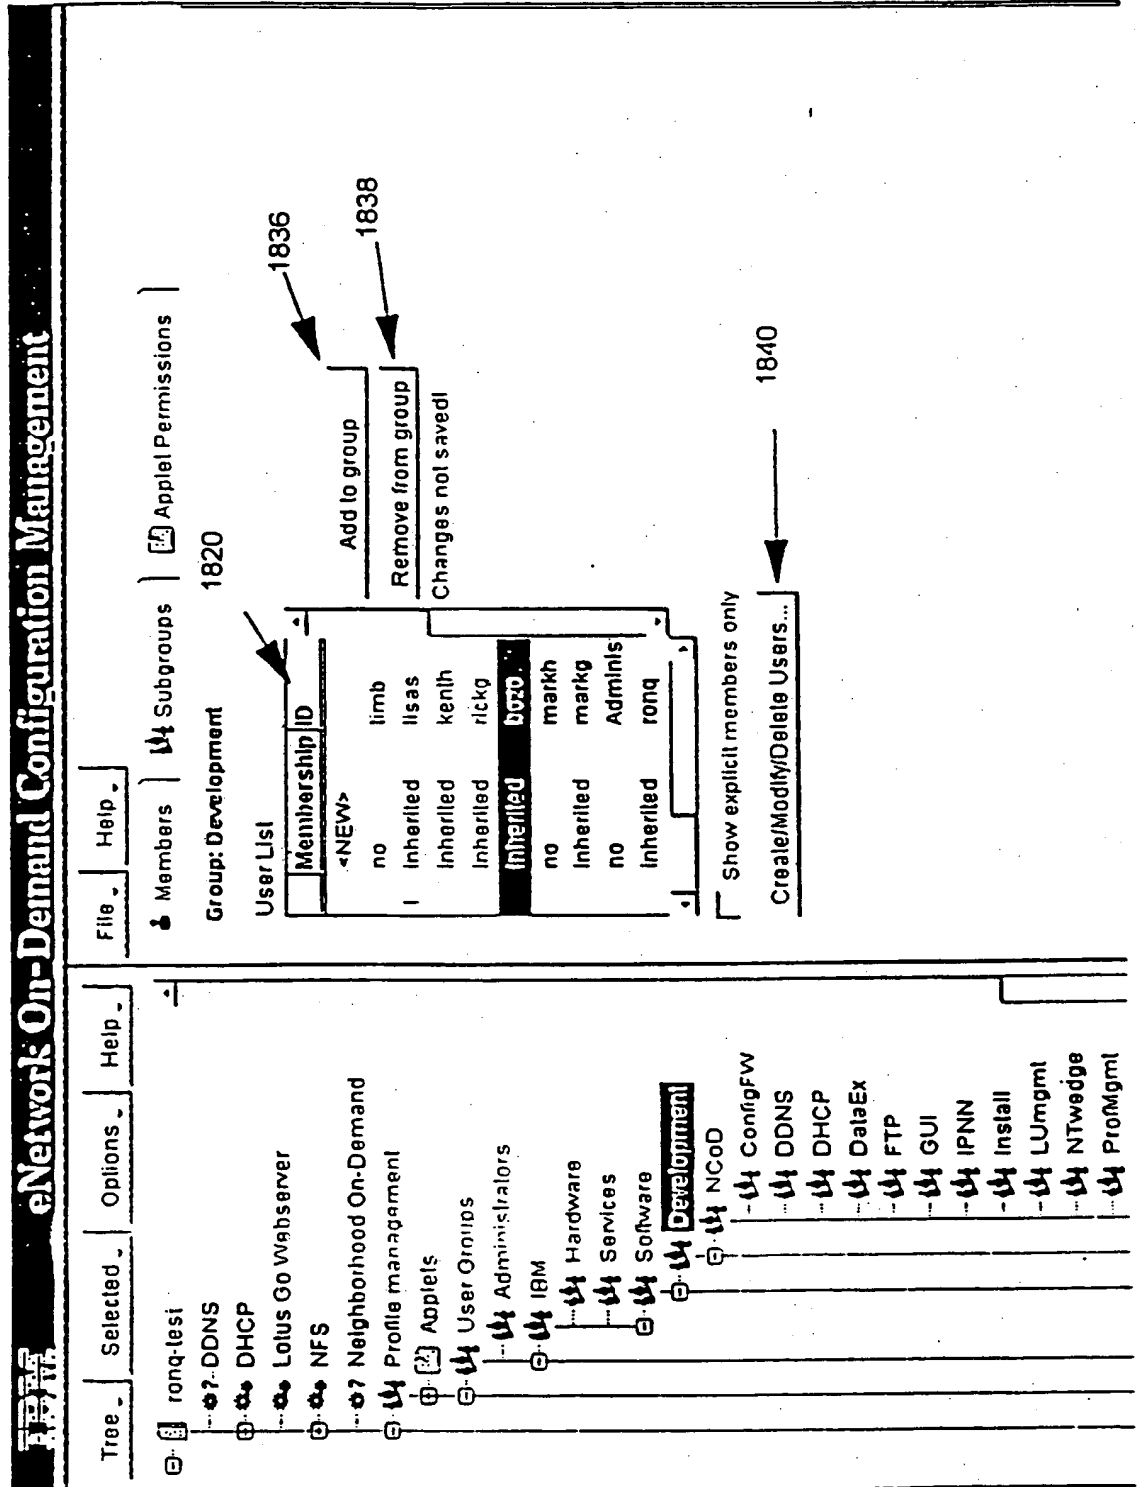 IBM eNetwork On-Demand Configuration Management
Tree Selected Options Help
ronq-test
DDNS
DHCP
Lotus Go Webserver
NFS
Neighborhood On-Demand
Profile management
Applets
User Groups
Administrators
IBM
Hardware
Services
Software
Development
NCoD
ConfigFW
DDNS
DHCP
DataEx
FTP
GUI
IPNN
Install
LUmgmt
NTwedge
ProfMgmt
File Help
Members Subgroups Applet Permissions
Group: Development 1820
User List
Membership ID
<NEW>
no timb
Inherited lisas
Inherited kenth
Inherited rickg
Inherited bozo
no markh
Inherited markg
no Adminis
Inherited ronq
Add to group 1836
Remove from group 1838
Changes not saved!
Show explicit members only
Create/Modify/Delete Users... 1840